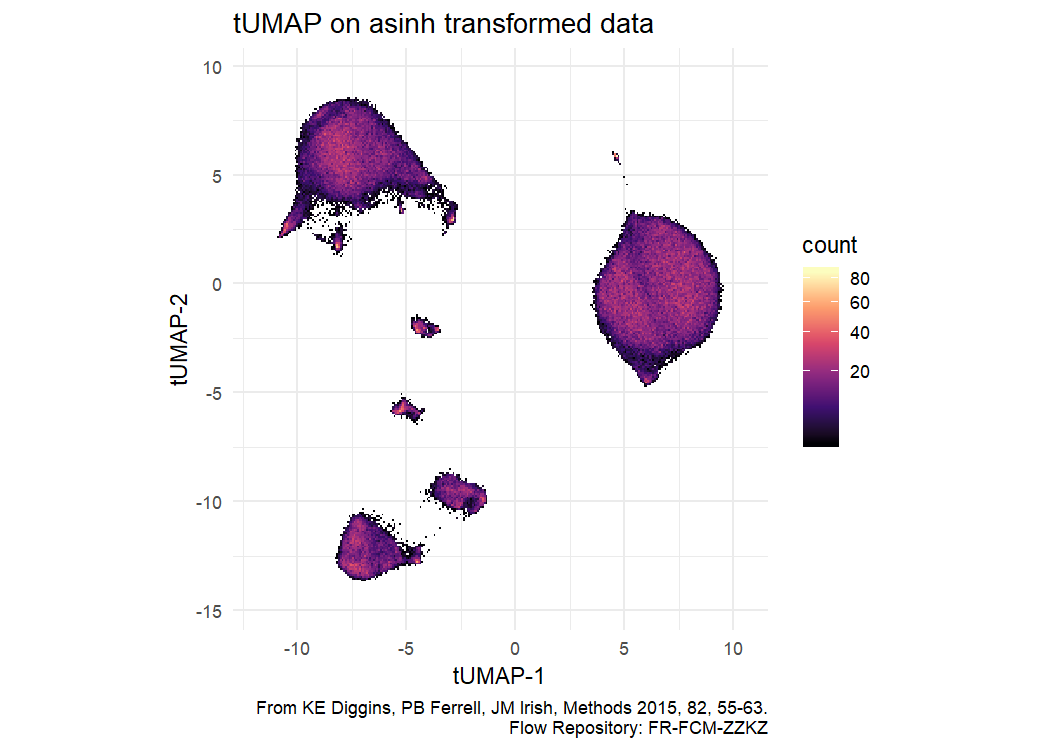 tUMAP on asinh transformed data
10
5
0
-5
-10
-15
tUMAP-2
-10 -5 0 5 10
tUMAP-1
count
80
60
40
20
From KE Diggins, PB Ferrell, JM Irish, Methods 2015, 82, 55-63.
Flow Repository: FR-FCM-ZZKZ